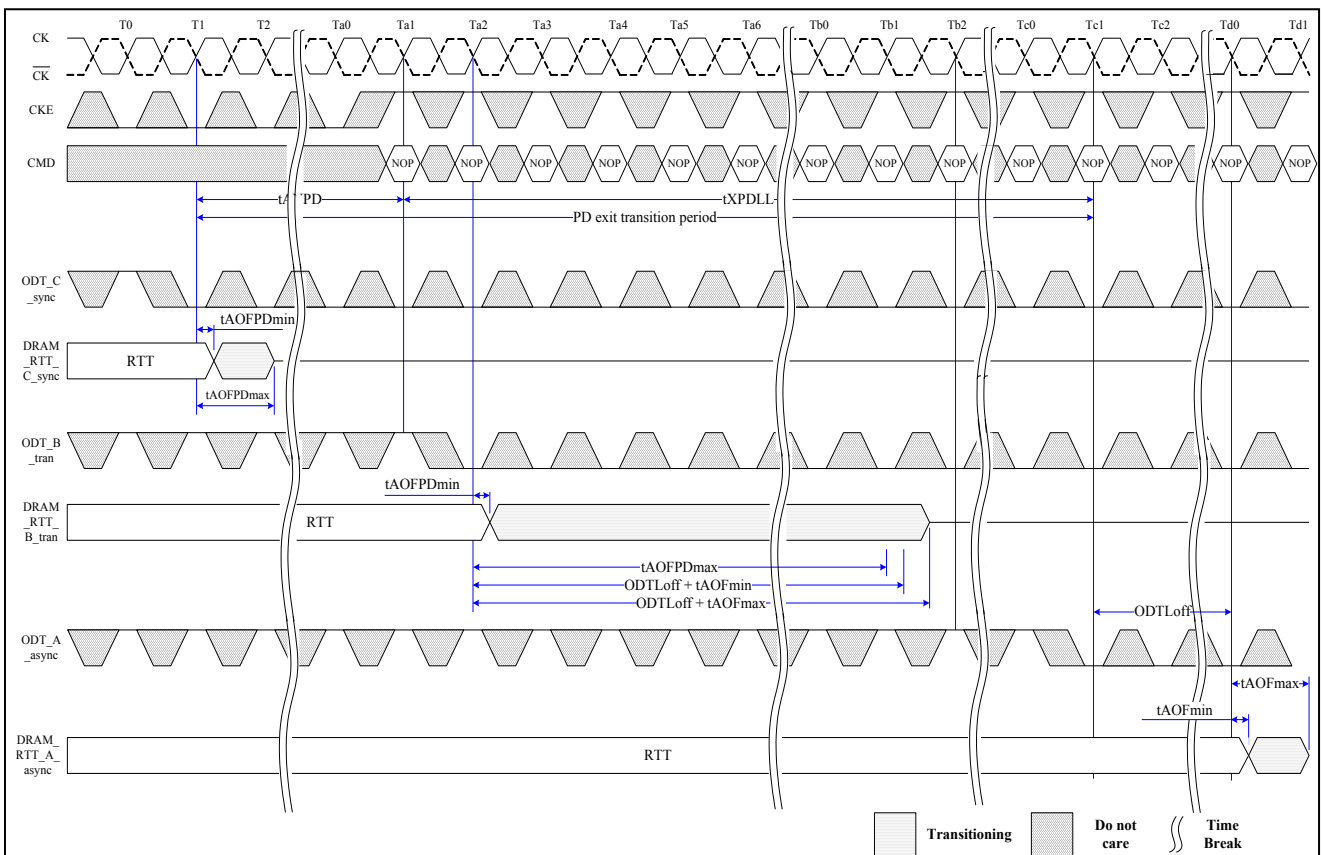 T0 T1 T2 Ta0 Ta1 Ta2 Ta3 Ta4 Ta5 Ta6 Tb0 Tb1 Tb2 Tc0 Tc1 Tc2 Td0 Td1
CK
CK
CKE
CMD
NOP NOP NOP NOP NOP NOP NOP NOP NOP NOP NOP NOP NOP NOP
tXPDLL
PD exit transition period
ODT_C
_sync
tAOFPDmin
DRAM
_RTT_
C_sync
RTT
tAOFPDmax
ODT_B
_tran
tAOFPDmin
DRAM
_RTT_
B_tran
RTT
tAOFPDmax
ODTLoff + tAOFmin
ODTLoff + tAOFmax
ODTLoff
ODT_A
_async
tAOFmax
tAOFmin
DRAM_
RTT_A_
async
RTT
Transitioning
Do not
care
Time
Break